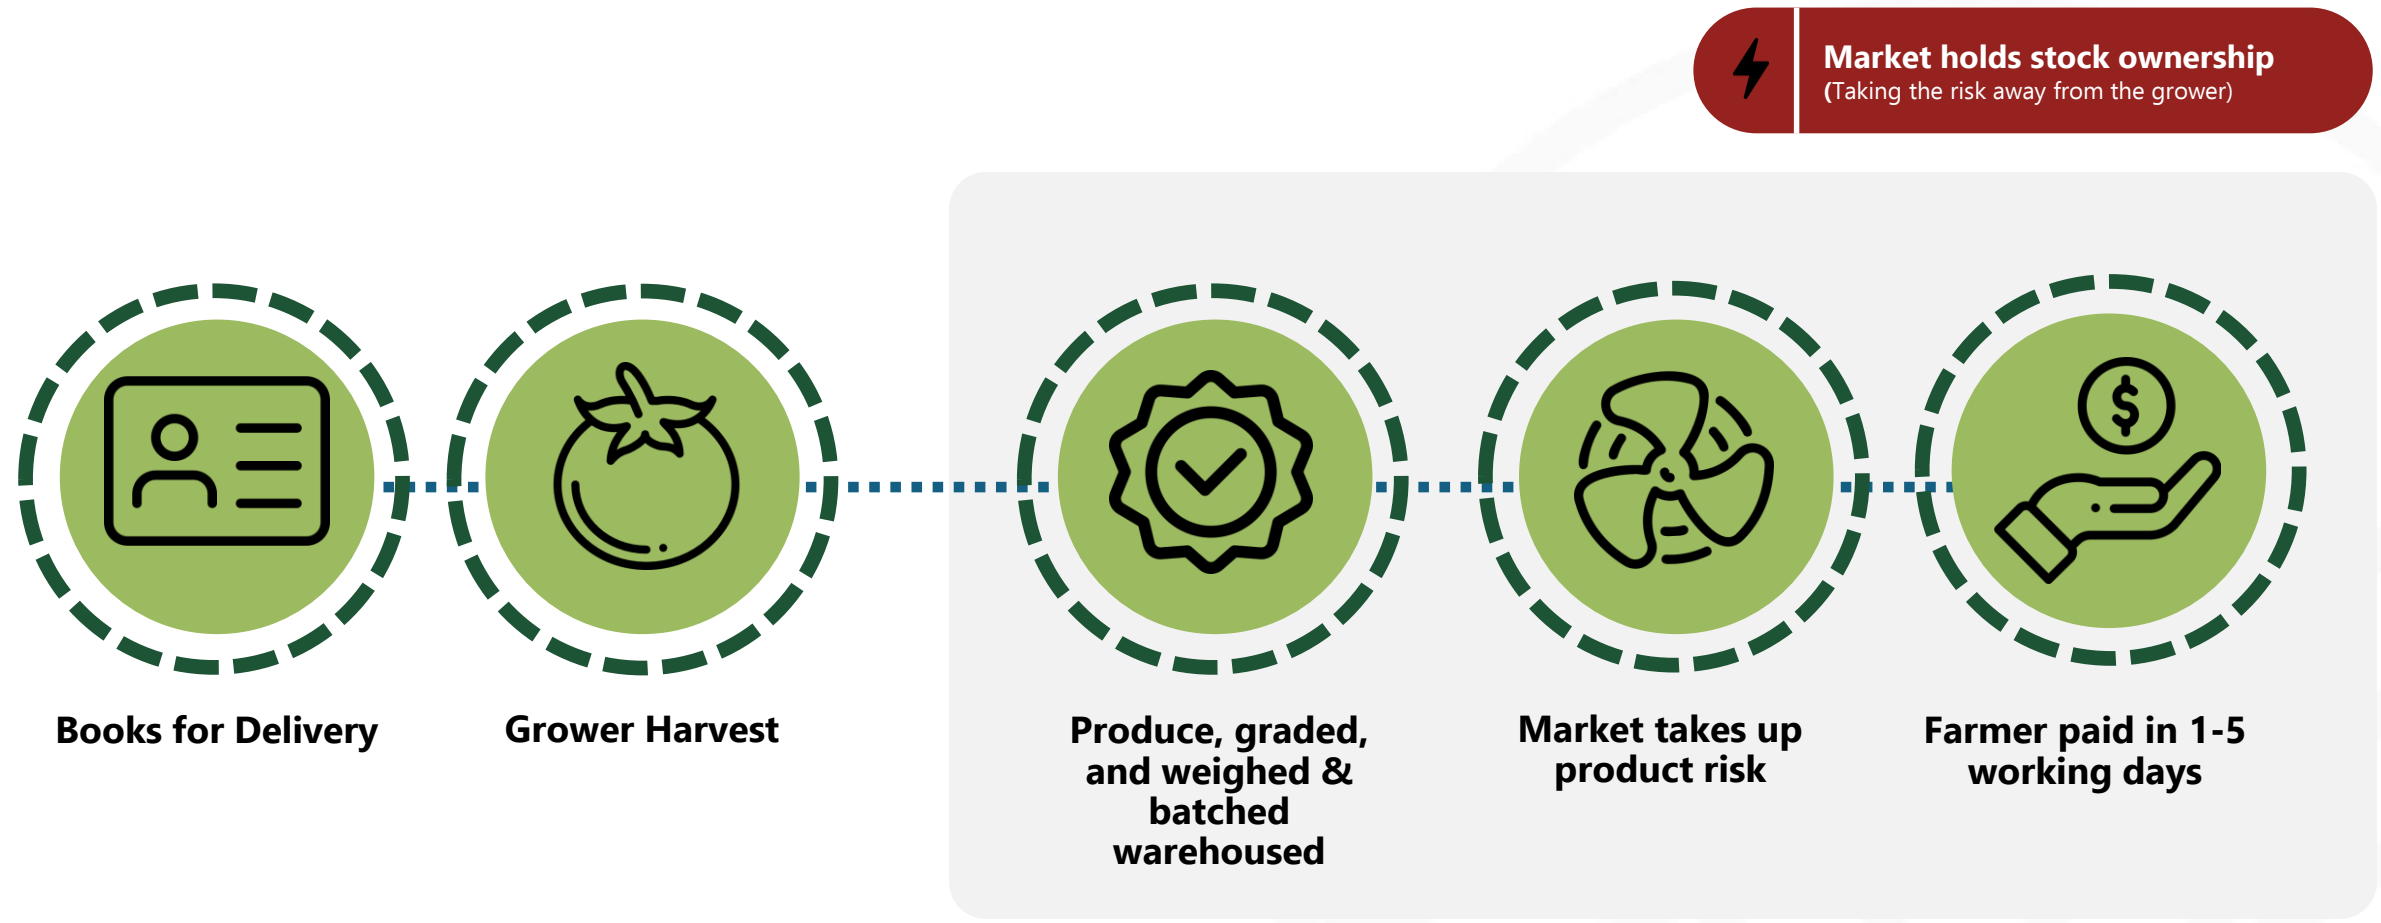 Market holds stock ownership
(Taking the risk away from the grower)
$
Books for Delivery
Grower Harvest
Produce, graded,
and weighed &
batched
warehoused
Market takes up
product risk
Farmer paid in 1-5
working days